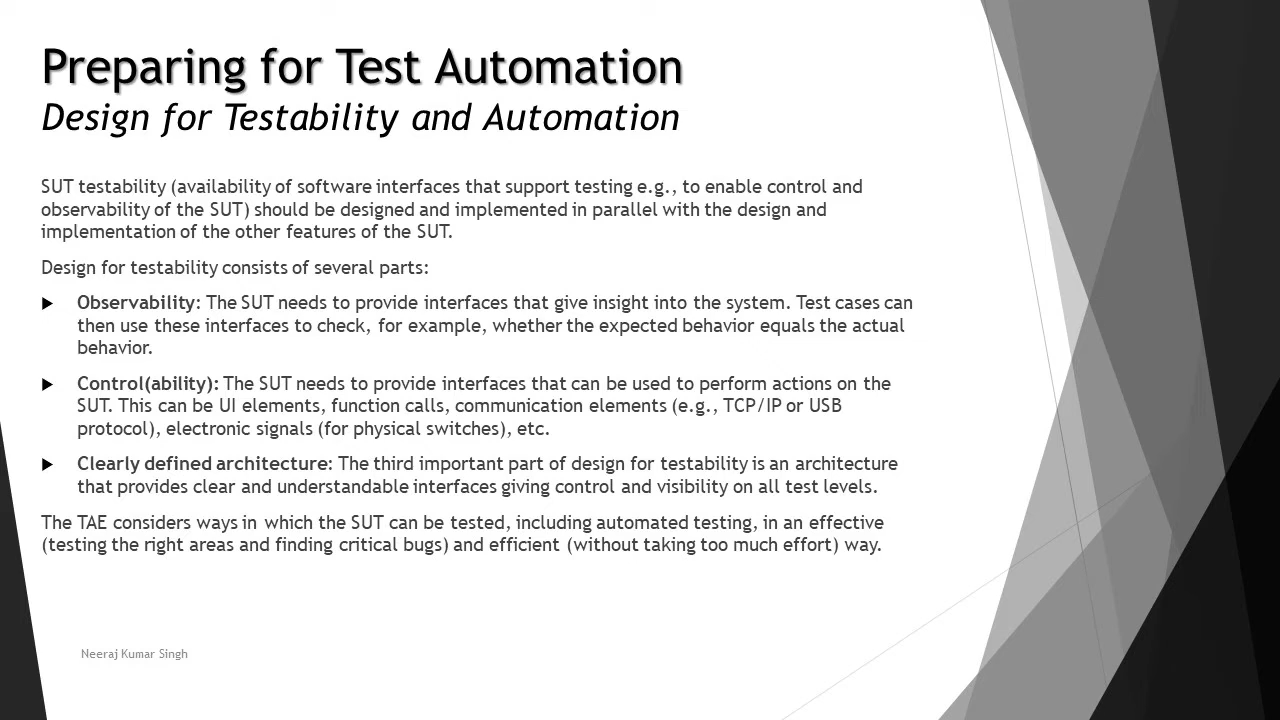 Preparing for Test Automation
Design for Testability and Automation
SUT testability (availability of software interfaces that support testing e.g., to enable control and
observability of the SUT) should be designed and implemented in parallel with the design and
implementation of the other features of the SUT.
Design for testability consists of several parts:
Observability: The SUT needs to provide interfaces that give insight into the system. Test cases can
then use these interfaces to check, for example, whether the expected behavior equals the actual
behavior.
Control(ability): The SUT needs to provide interfaces that can be used to perform actions on the
SUT. This can be UI elements, function calls, communication elements (e.g., TCP/IP or USB
protocol), electronic signals (for physical switches), etc.
Clearly defined architecture: The third important part of design for testability is an architecture
that provides clear and understandable interfaces giving control and visibility on all test levels.
The TAE considers ways in which the SUT can be tested, including automated testing, in an effective
(testing the right areas and finding critical bugs) and efficient (without taking too much effort) way.
Neeraj Kumar Singh